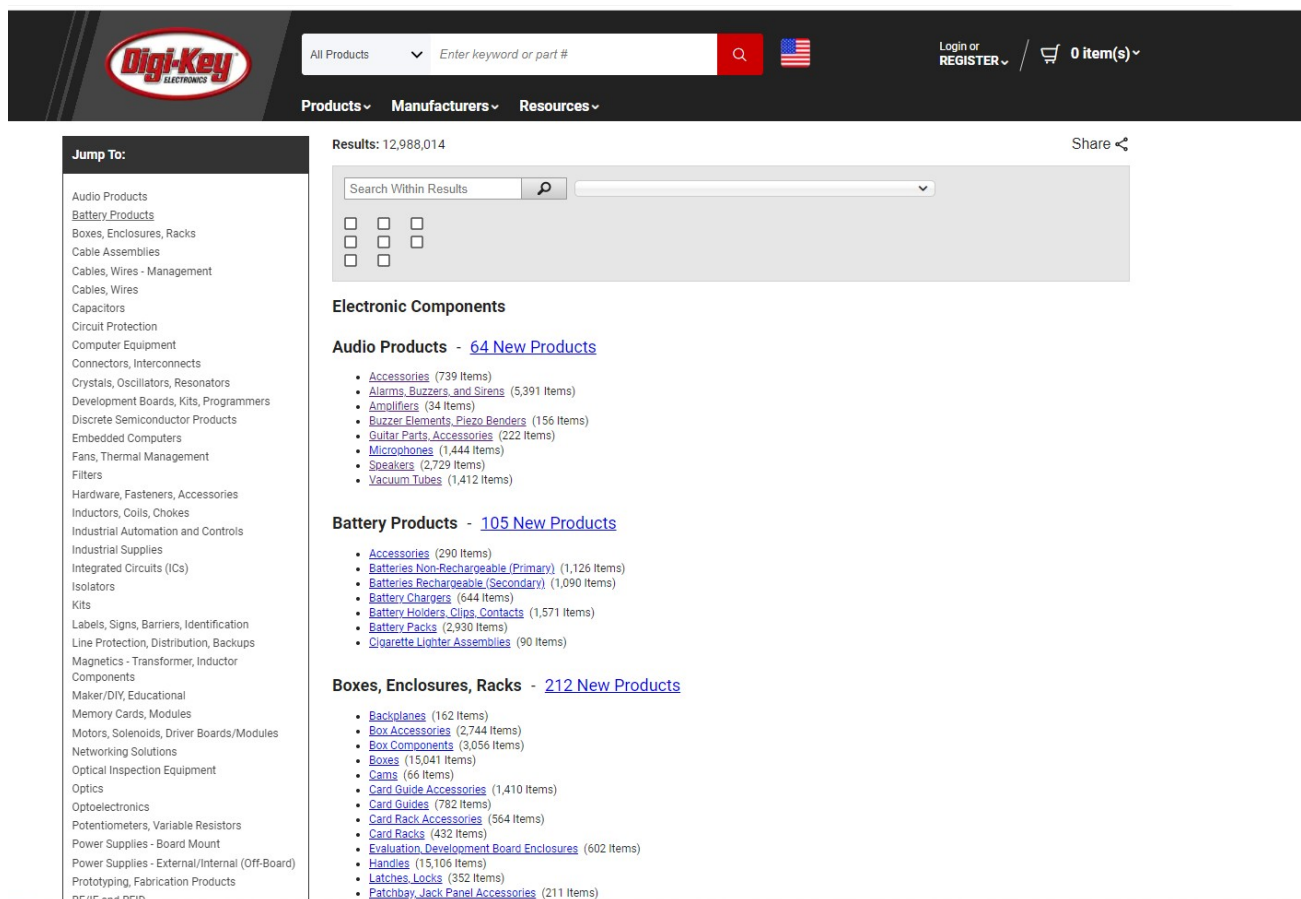 Digi-Key
ELECTRONICS
All Products
Enter keyword or part #
Login or
REGISTER
0 item(s)
Products
Manufacturers
Resources
Jump To:
Audio Products
Battery Products
Boxes, Enclosures, Racks
Cable Assemblies
Cables, Wires - Management
Cables, Wires
Capacitors
Circuit Protection
Computer Equipment
Connectors, Interconnects
Crystals, Oscillators, Resonators
Development Boards, Kits, Programmers
Discrete Semiconductor Products
Embedded Computers
Fans, Thermal Management
Filters
Hardware, Fasteners, Accessories
Inductors, Coils, Chokes
Industrial Automation and Controls
Industrial Supplies
Integrated Circuits (ICs)
Isolators
Kits
Labels, Signs, Barriers, Identification
Line Protection, Distribution, Backups
Magnetics - Transformer, Inductor
Components
Maker/DIY, Educational
Memory Cards, Modules
Motors, Solenoids, Driver Boards/Modules
Networking Solutions
Optical Inspection Equipment
Optics
Optoelectronics
Potentiometers, Variable Resistors
Power Supplies - Board Mount
Power Supplies - External/Internal (Off-Board)
Prototyping, Fabrication Products
Results: 12,988,014
Share
Search Within Results
Electronic Components
Audio Products - 64 New Products
Accessories (739 Items)
Alarms, Buzzers, and Sirens (5,391 Items)
Amplifiers (34 Items)
Buzzer Elements, Piezo Benders (156 Items)
Guitar Parts, Accessories (222 Items)
Microphones (1,444 Items)
Speakers (2,729 Items)
Vacuum Tubes (1,412 Items)
Battery Products - 105 New Products
Accessories (290 Items)
Batteries Non-Rechargeable (Primary) (1,126 Items)
Batteries Rechargeable (Secondary) (1,090 Items)
Battery Chargers (644 Items)
Battery Holders, Clips, Contacts (1,571 Items)
Battery Packs (2,930 Items)
Cigarette Lighter Assemblies (90 Items)
Boxes, Enclosures, Racks - 212 New Products
Backplanes (162 Items)
Box Accessories (2,744 Items)
Box Components (3,056 Items)
Boxes (15,041 Items)
Cams (66 Items)
Card Guide Accessories (1,410 Items)
Card Guides (782 Items)
Card Rack Accessories (564 Items)
Card Racks (432 Items)
Evaluation, Development Board Enclosures (602 Items)
Handles (15,106 Items)
Latches, Locks (352 Items)
Patchbay, Jack Panel Accessories (211 Items)